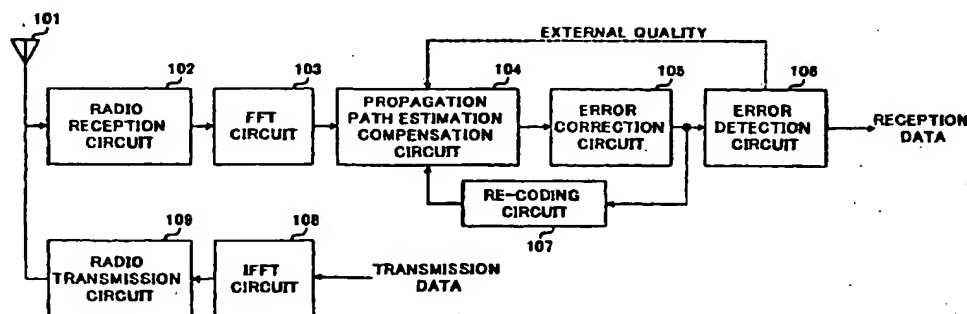 101
EXTERNAL QUALITY
102
RADIO
RECEPTION
CIRCUIT
103
FFT
CIRCUIT
104
PROPAGATION
PATH ESTIMATION
COMPENSATION
CIRCUIT
105
ERROR
CORRECTION
CIRCUIT
106
ERROR
DETECTION
CIRCUIT
RECEPTION
DATA
RE-CODING
CIRCUIT
107
109
RADIO
TRANSMISSION
CIRCUIT
108
IFFT
CIRCUIT
TRANSMISSION
DATA